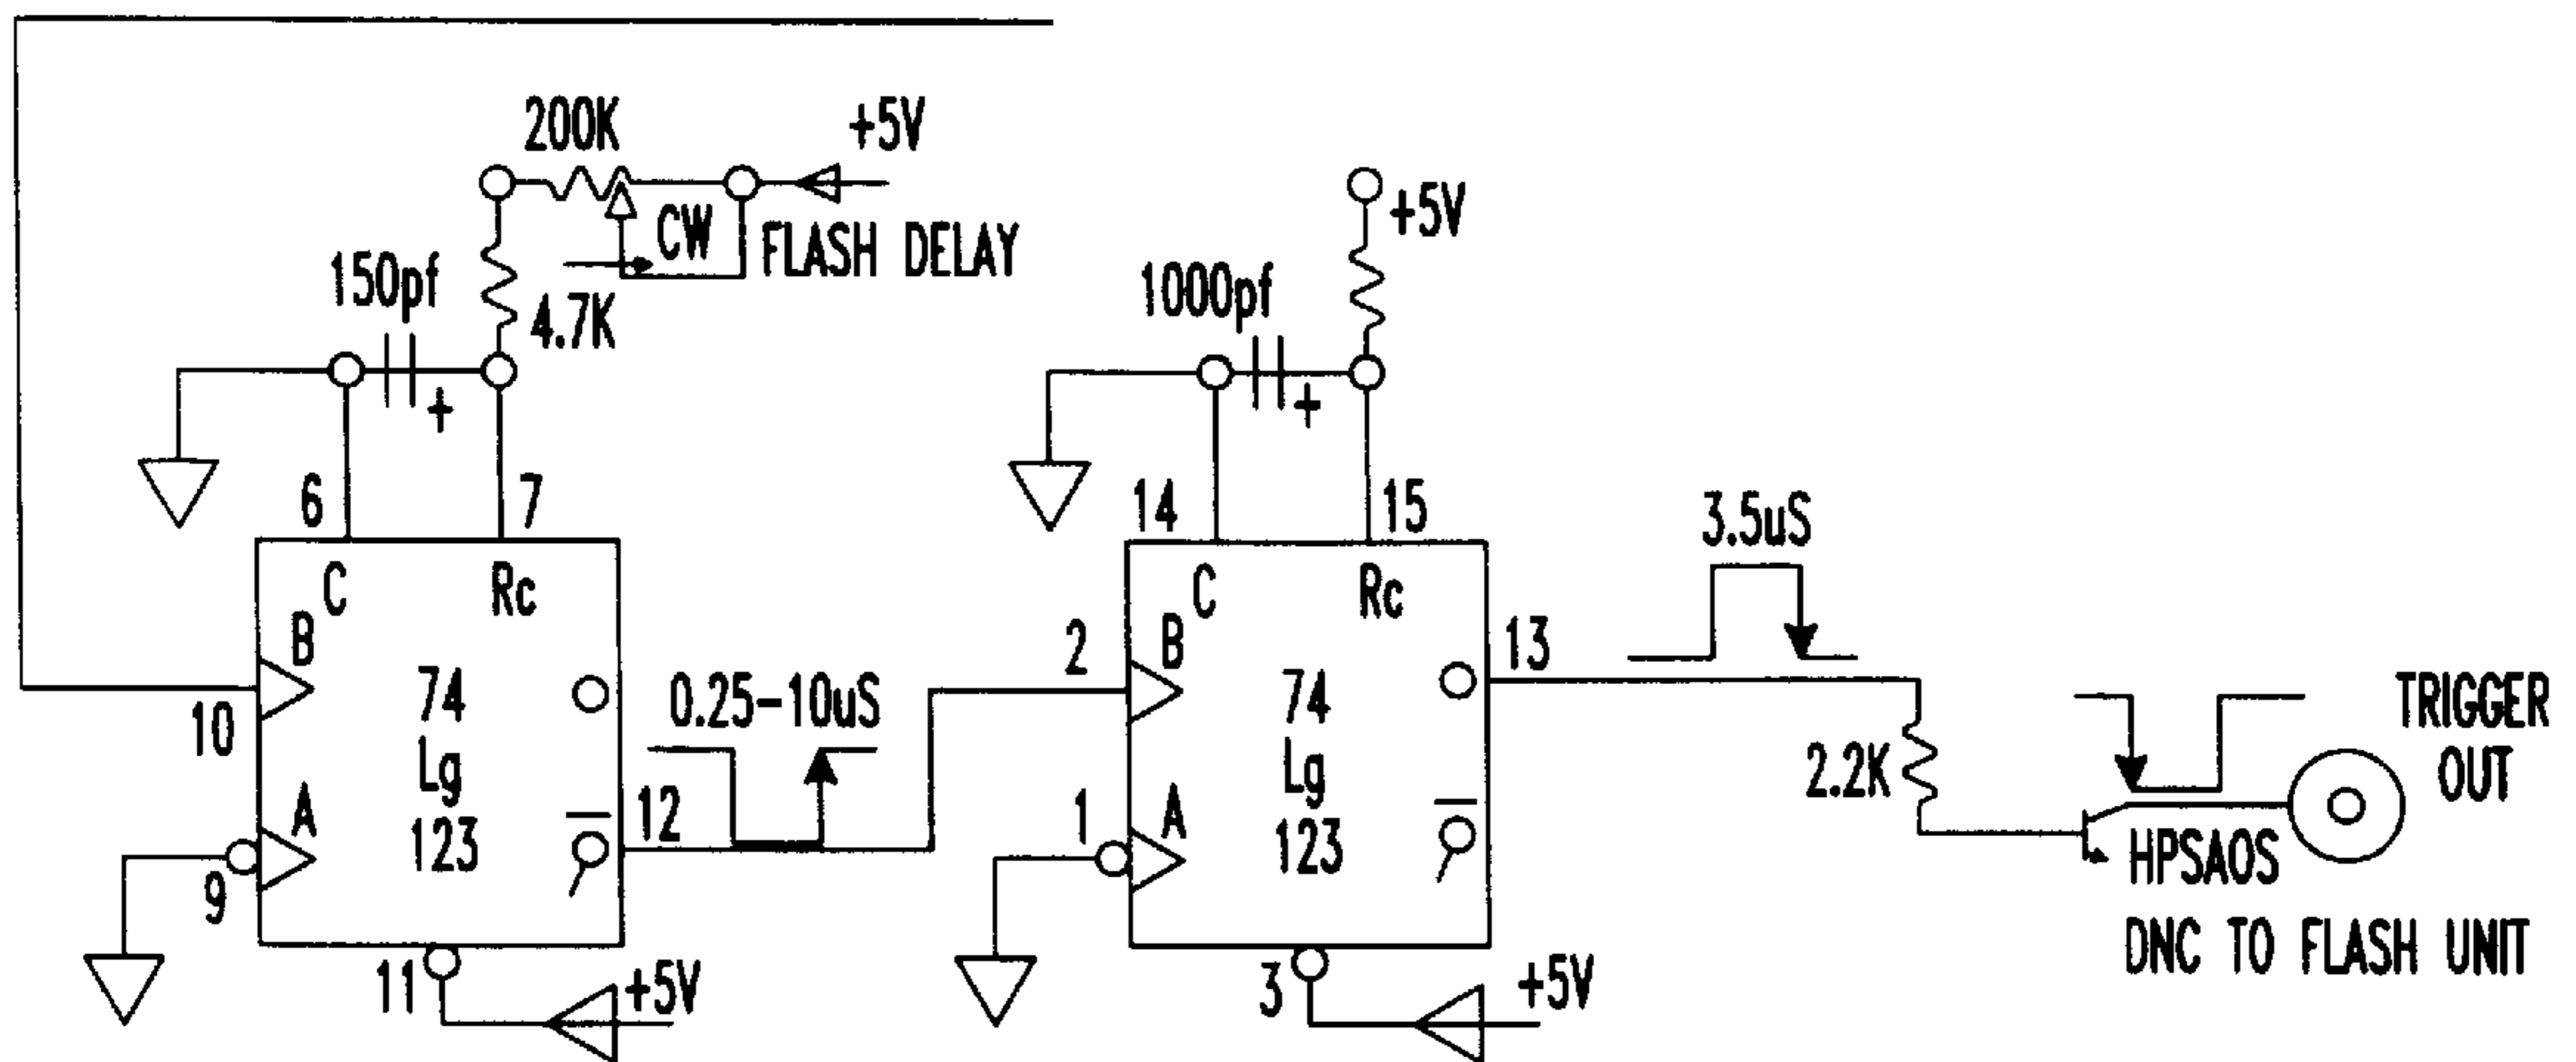 200K
+5V
CW
FLASH DELAY
150pf
4.7K
+5V
1000pf
6
7
14
15
3.5uS
C
Rc
C
Rc
B
10
74
Lg
123
0.25-10uS
A
9
12
11
+5V
2
B
74
Lg
123
1
A
13
3
+5V
2.2K
TRIGGER
OUT
HPSAOS
DNC TO FLASH UNIT